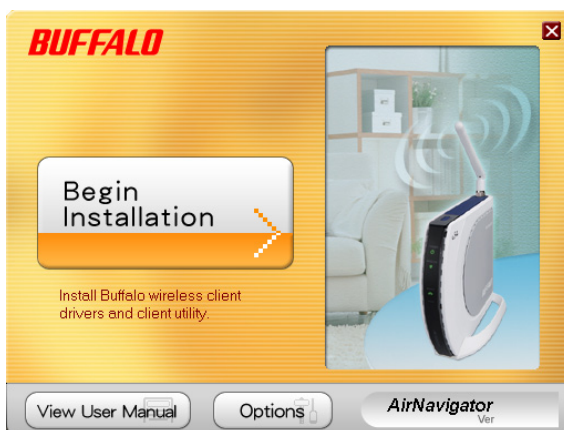 BUFFALO
Begin
Installation
Install Buffalo wireless client
drivers and client utility.
View User Manual
Options
AirNavigator
Ver